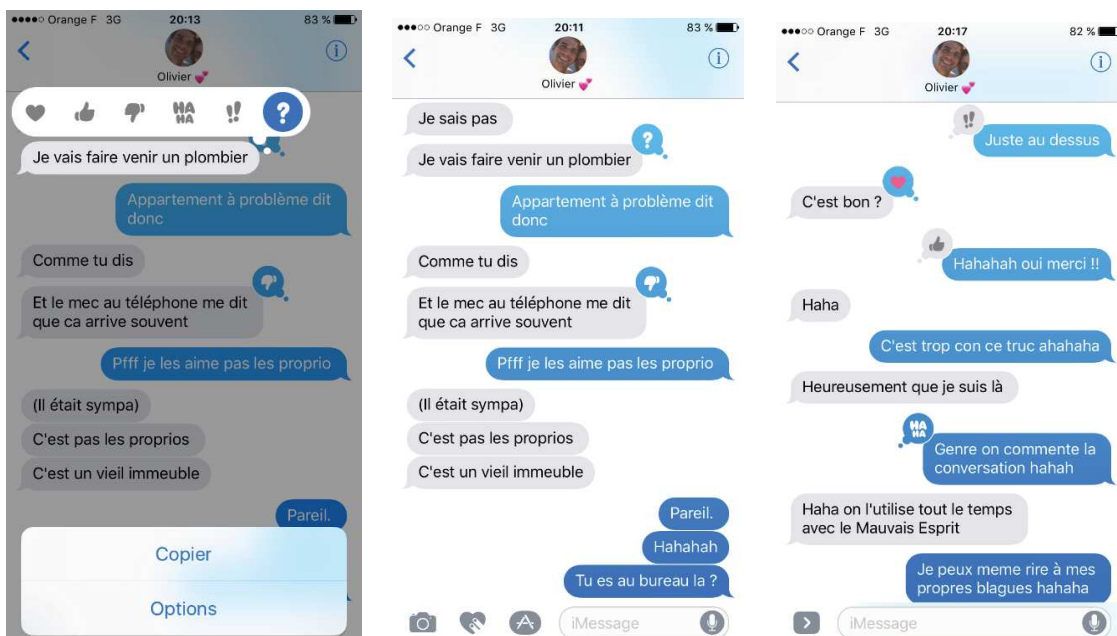 Orange F 3G 20:13 83 %
Olivier
HA
HA
!!
?
Je vais faire venir un plombier
Appartement à problème dit
donc
Comme tu dis
Et le mec au téléphone me dit
que ca arrive souvent
Pfff je les aime pas les proprio
(Il était sympa)
C'est pas les proprios
C'est un vieil immeuble
Pareil.
Copier
Options
Orange F 3G 20:11 83 %
Olivier
Je sais pas
?
Je vais faire venir un plombier
Appartement à problème dit
donc
Comme tu dis
Et le mec au téléphone me dit
que ca arrive souvent
Pfff je les aime pas les proprio
(Il était sympa)
C'est pas les proprios
C'est un vieil immeuble
Pareil.
Hahahah
Tu es au bureau la ?
iMessage
Orange F 3G 20:17 82 %
Olivier
!!
Juste au dessus
C'est bon ?
Hahahah oui merci !!
Haha
C'est trop con ce truc ahahaha
Heureusement que je suis là
HA
HA
Genre on commente la
conversation hahah
Haha on l'utilise tout le temps
avec le Mauvais Esprit
Je peux meme rire à mes
propres blagues hahaha
iMessage